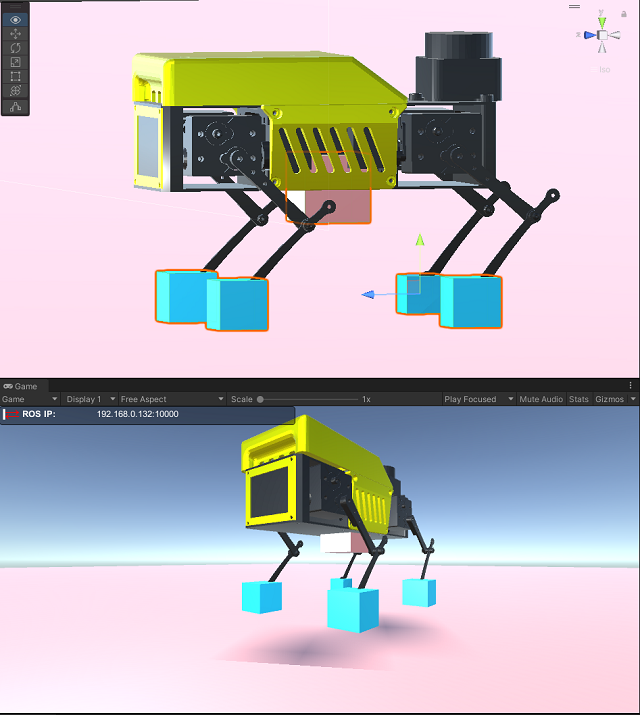 y
x
Iso
Game
Game Display 1 Free Aspect Scale 1x Play Focused Mute Audio Stats Gizmos
ROS IP: 192.168.0.132:10000